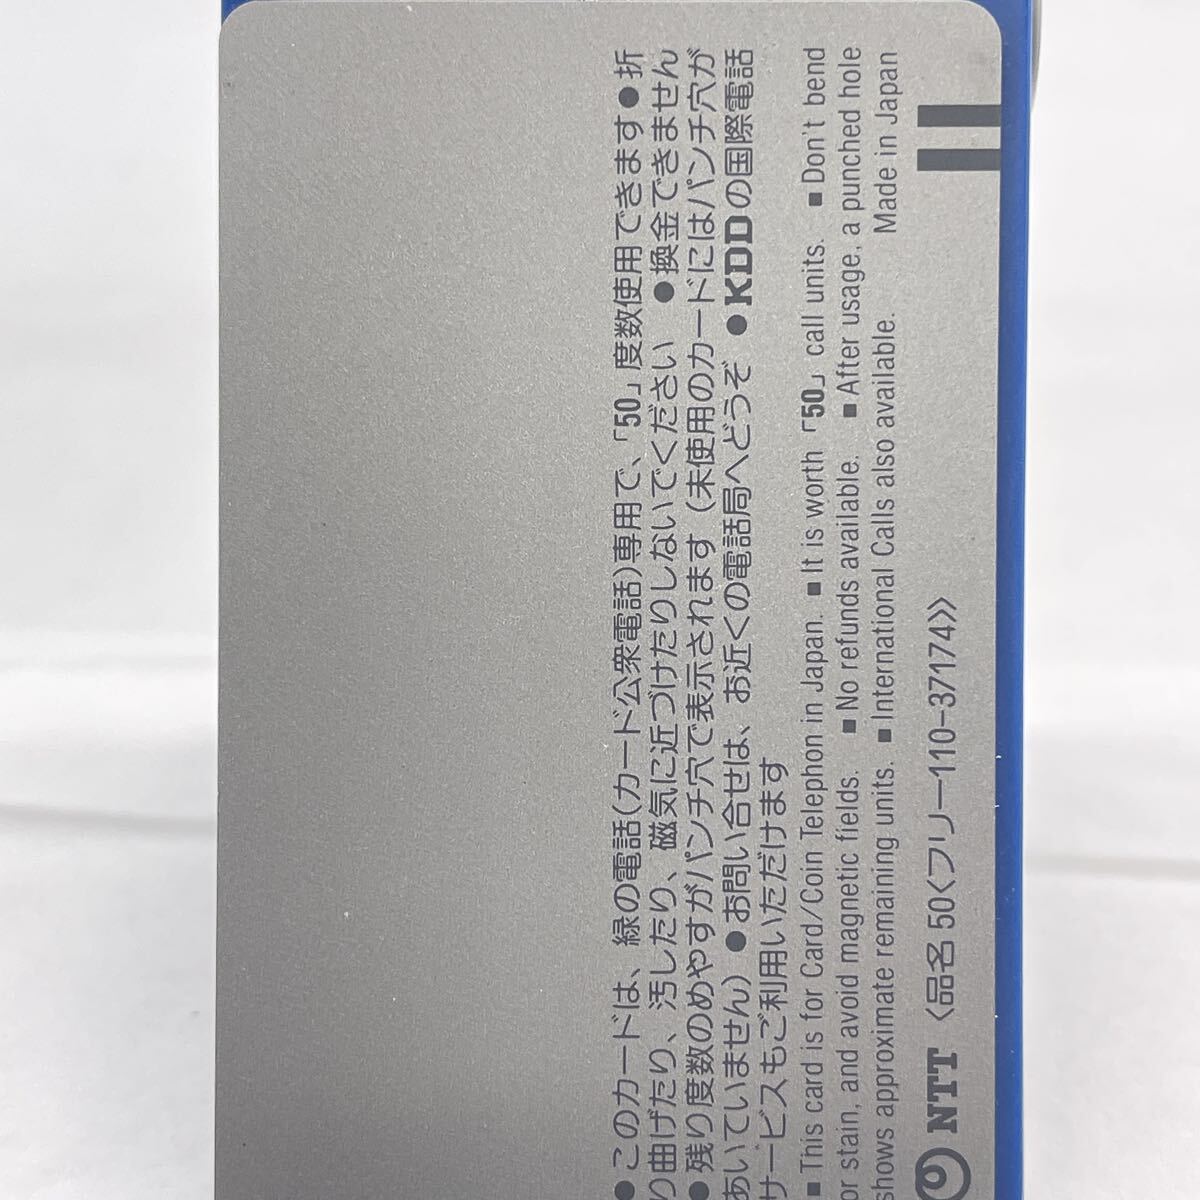 ●このカードは、緑の電話(カード公衆電話)専用で、「50」度数使用できます●折
り曲げたり、汚したり、磁気に近づけたりしないでください ●換金できません
●残り度数のめやすがパンチ穴で表示されます(未使用のカードにはパンチ穴が
あいていません) ●お問い合せは、お近くの電話局へどうぞ ●KDDの国際電話
サービスもご利用いただけます
■This card is for Card/Coin Telephon in Japan. ■It is worth「50」call units. ■Don't bend
or stain, and avoid magnetic fields. ■No refunds available. ■After usage, a punched hole
shows approximate remaining units. ■International Calls also available. Made in Japan
NTT 〈品名 50〈フリー110-37174〉〉